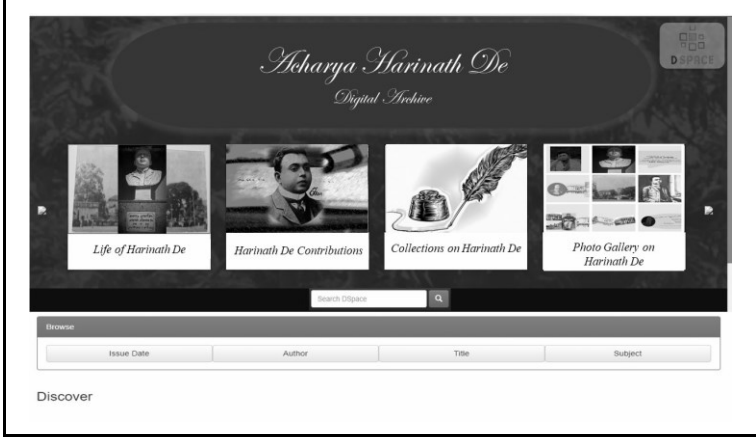 Acharya Harinath De
Digital Archive
DSPACE
Life of Harinath De
Harinath De Contributions
Collections on Harinath De
Photo Gallery on
Harinath De
Search DSpace
Browse
Issue Date
Author
Title
Subject
Discover